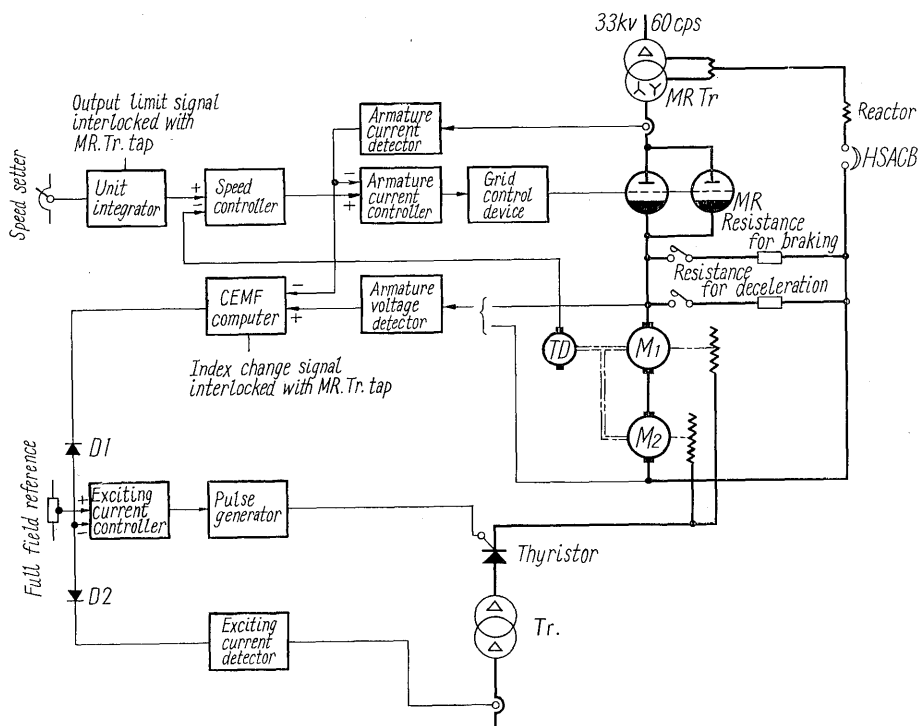 33kv 60cps
MR Tr
Reactor
HSACB
Output limit signal
interlocked with
MR.Tr. tap
Armature
current
detector
Speed setter
Unit
integrator
+
-
Speed
controller
-
+
Armature
current
controller
Grid
control
device
MR
Resistance
for braking
Resistance
for deceleration
CEMF
computer
-
+
Armature
voltage
detector
Index change signal
interlocked with MR.Tr. tap
TD
M1
M2
D1
Full field reference
+
-
Exciting
current
controller
Pulse
generator
Thyristor
D2
Exciting
current
detector
Tr.